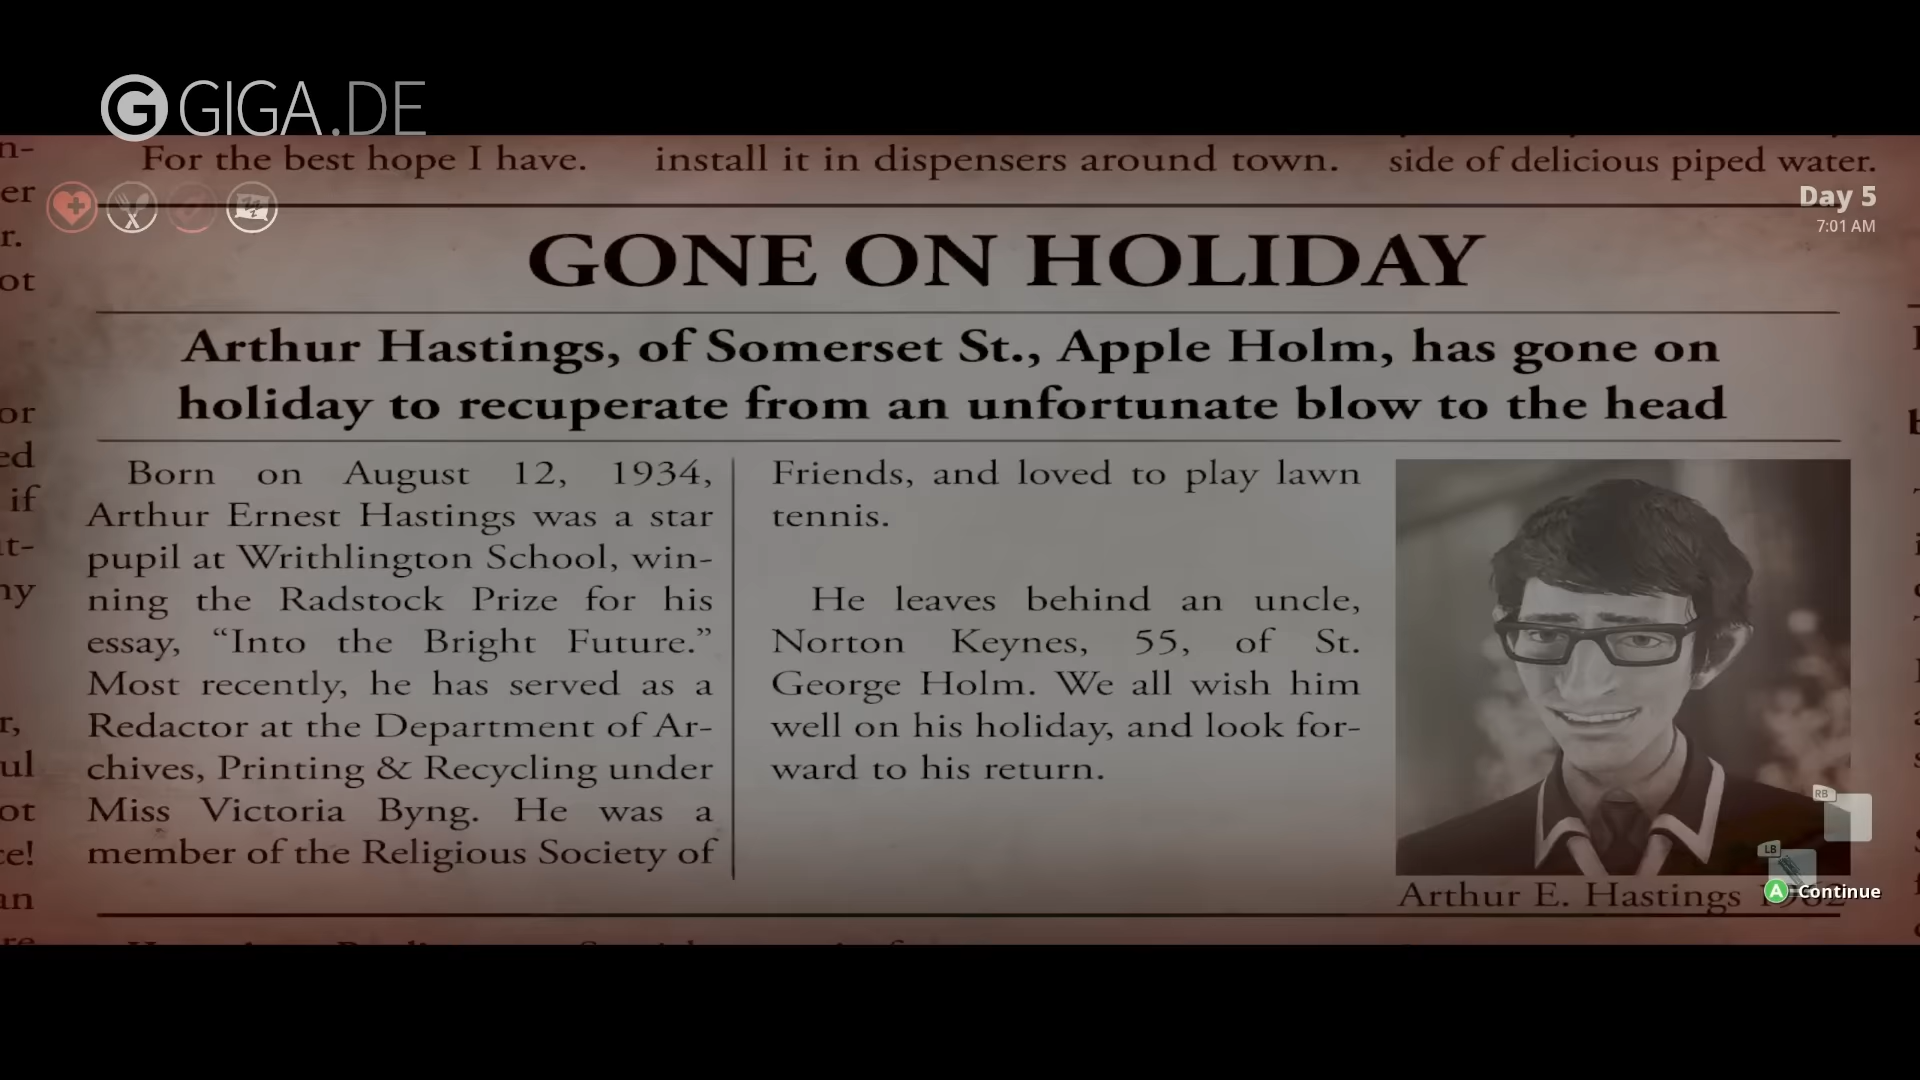 GIGA.DE
For the best hope I have.
install it in dispensers around town.
side of delicious piped water.
Day 5
7:01 AM
GONE ON HOLIDAY
Arthur Hastings, of Somerset St., Apple Holm, has gone on
holiday to recuperate from an unfortunate blow to the head
Born on August 12, 1934,
Arthur Ernest Hastings was a star
pupil at Writhlington School, win-
ning the Radstock Prize for his
essay, “Into the Bright Future.”
Most recently, he has served as a
Redactor at the Department of Ar-
chives, Printing & Recycling under
Miss Victoria Byng. He was a
member of the Religious Society of
Friends, and loved to play lawn
tennis.
He leaves behind an uncle,
Norton Keynes, 55, of St.
George Holm. We all wish him
well on his holiday, and look for-
ward to his return.
Arthur E. Hastings
RB
LB
A Continue